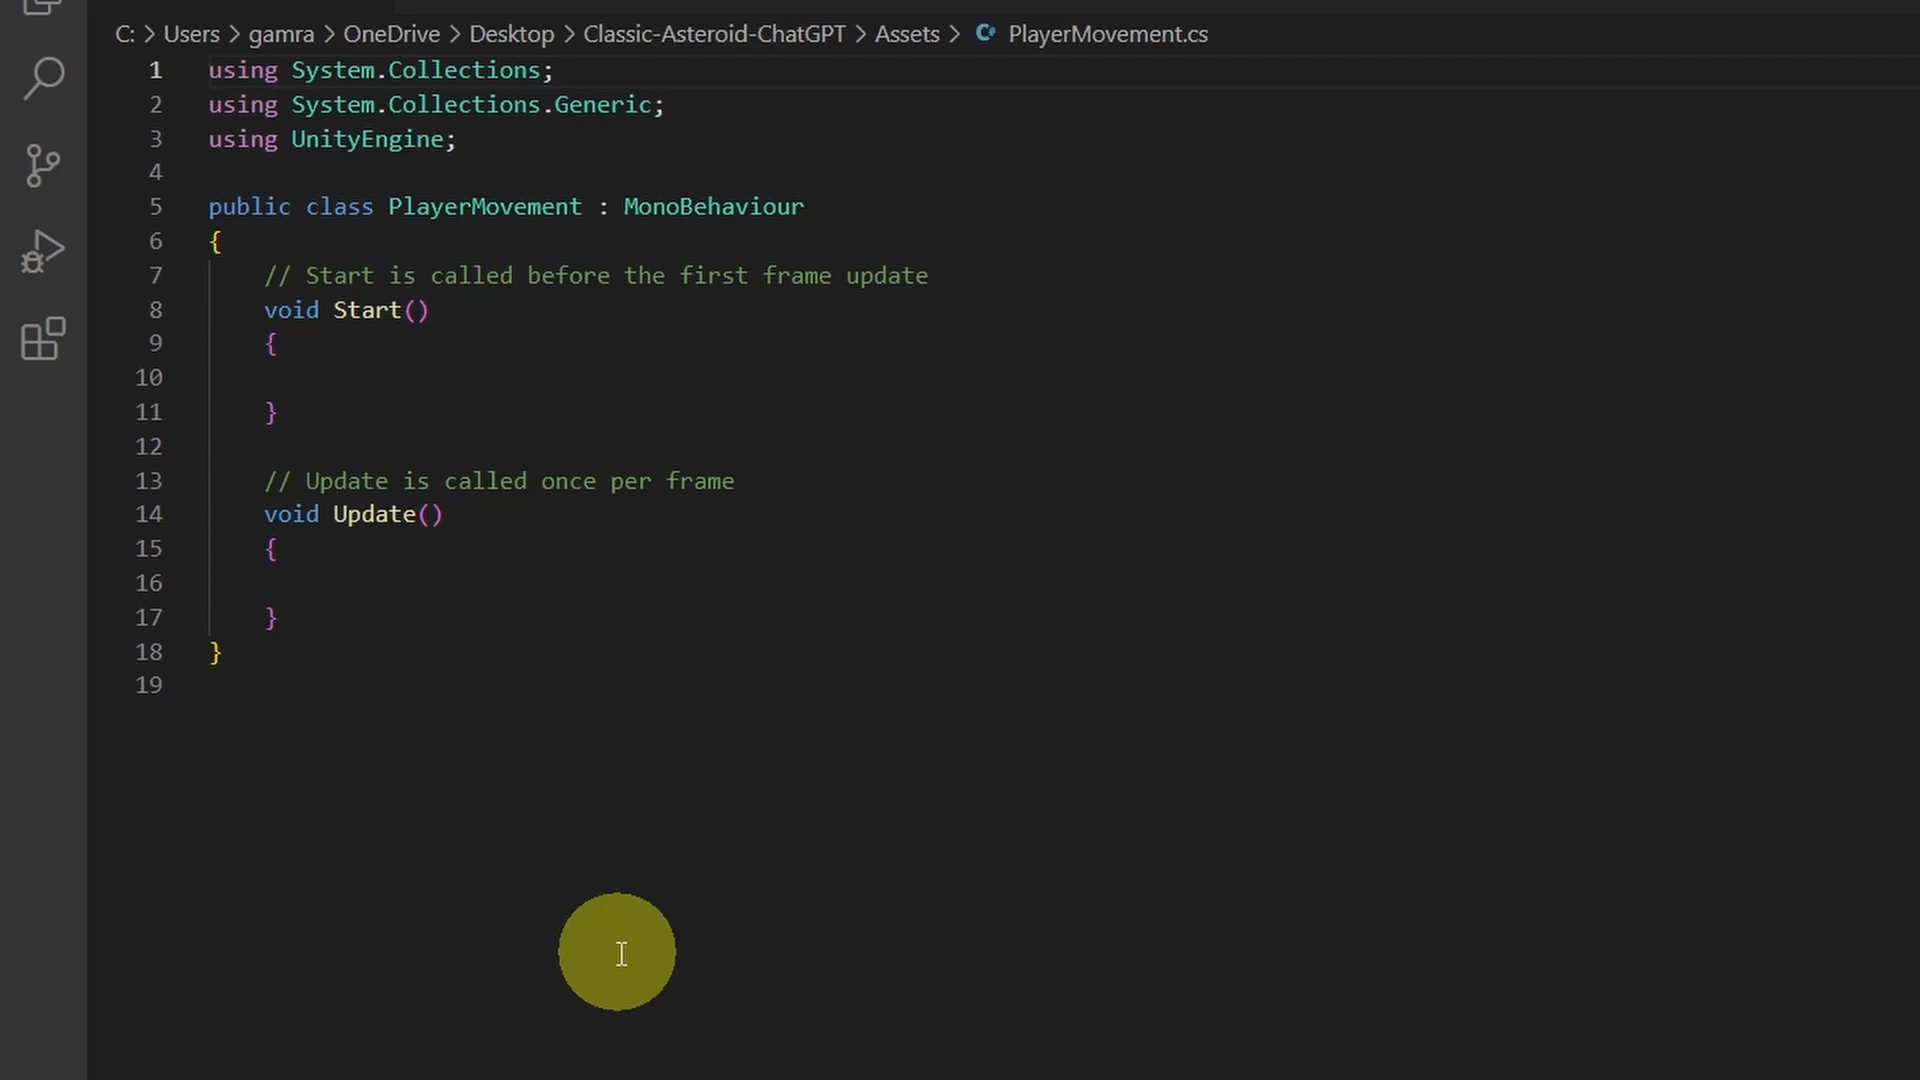 C: > Users > gamra > OneDrive > Desktop > Classic-Asteroid-ChatGPT > Assets > PlayerMovement.cs
1 using System.Collections;
2 using System.Collections.Generic;
3 using UnityEngine;
4
5 public class PlayerMovement : MonoBehaviour
6 {
7     // Start is called before the first frame update
8     void Start()
9     {
10
11     }
12
13     // Update is called once per frame
14     void Update()
15     {
16
17     }
18 }
19